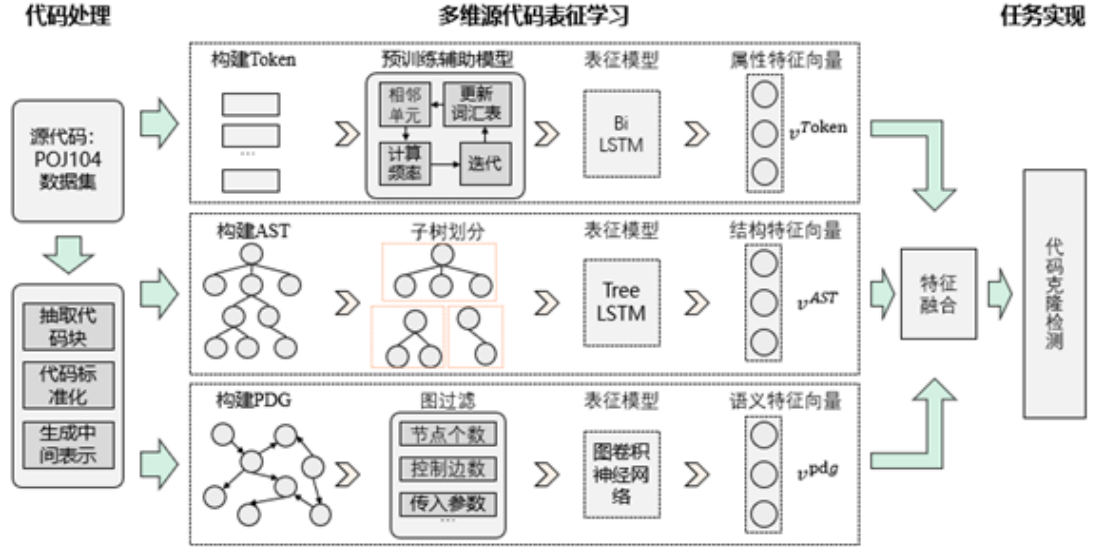 代码处理
多维源代码表征学习
任务实现
源代码：
POJ104
数据集
抽取代
码块
代码标
准化
生成中
间表示
构建Token
...
预训练辅助模型
相邻
单元
更新
词汇表
计算
频率
迭代
表征模型
Bi
LSTM
属性特征向量
v^Token
构建AST
子树划分
表征模型
Tree
LSTM
结构特征向量
v^AST
构建PDG
图过滤
节点个数
控制边数
传入参数
...
表征模型
图卷积
神经网
络
语义特征向量
v^pdg
特征
融合
代码克隆检测